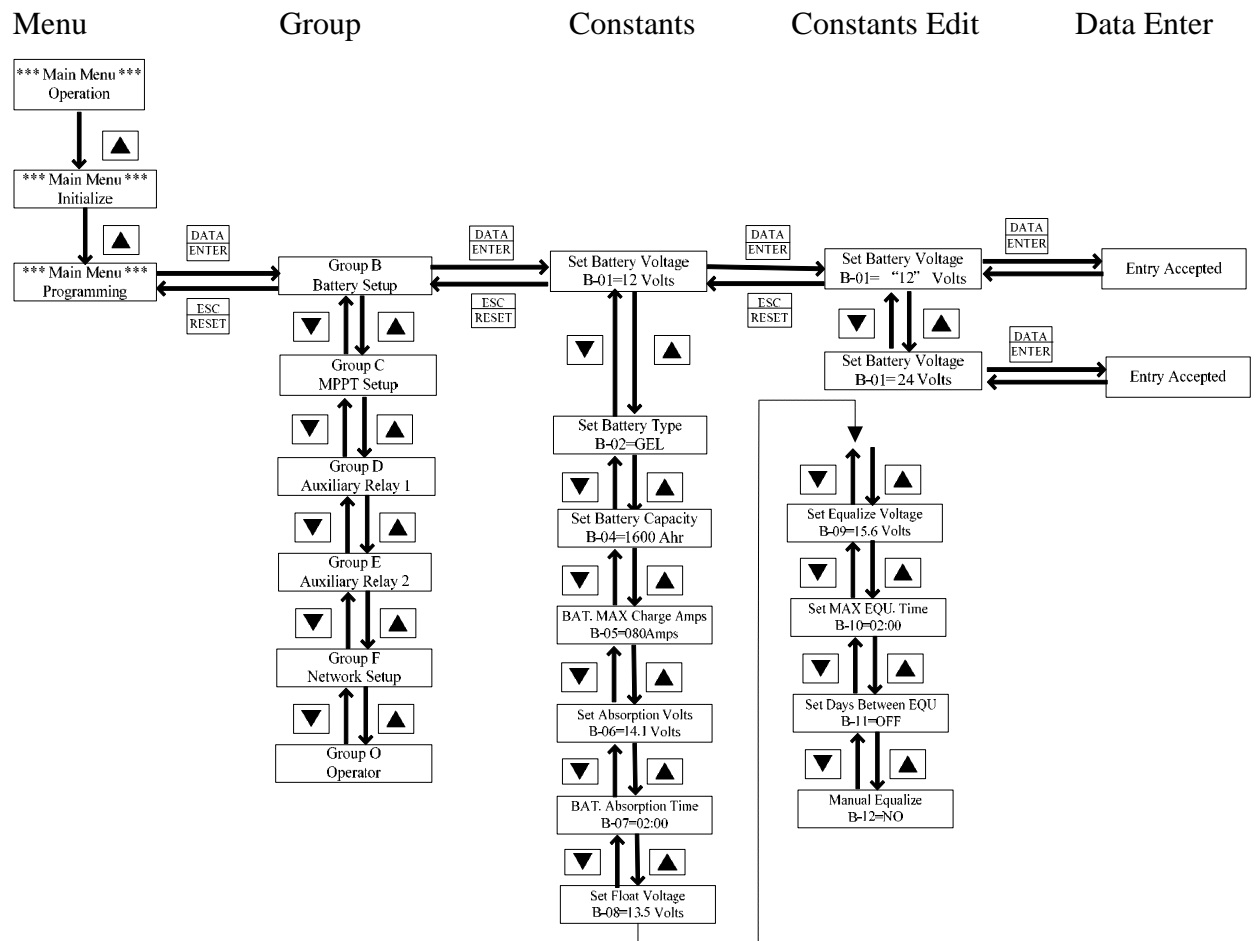 Menu
Group
Constants
Constants Edit
Data Enter
*** Main Menu ***
Operation
*** Main Menu ***
Initialize
*** Main Menu ***
Programming
DATA
ENTER
ESC
RESET
Group B
Battery Setup
Group C
MPPT Setup
Group D
Auxiliary Relay 1
Group E
Auxiliary Relay 2
Group F
Network Setup
Group O
Operator
DATA
ENTER
ESC
RESET
Set Battery Voltage
B-01=12 Volts
Set Battery Type
B-02=GEL
Set Battery Capacity
B-04=1600 Ahr
BAT. MAX Charge Amps
B-05=080Amps
Set Absorption Volts
B-06=14.1 Volts
BAT. Absorption Time
B-07=02:00
Set Float Voltage
B-08=13.5 Volts
DATA
ENTER
ESC
RESET
Set Battery Voltage
B-01= “12” Volts
Set Battery Voltage
B-01=24 Volts
Set Equalize Voltage
B-09=15.6 Volts
Set MAX EQU. Time
B-10=02:00
Set Days Between EQU
B-11=OFF
Manual Equalize
B-12=NO
DATA
ENTER
Entry Accepted
DATA
ENTER
Entry Accepted